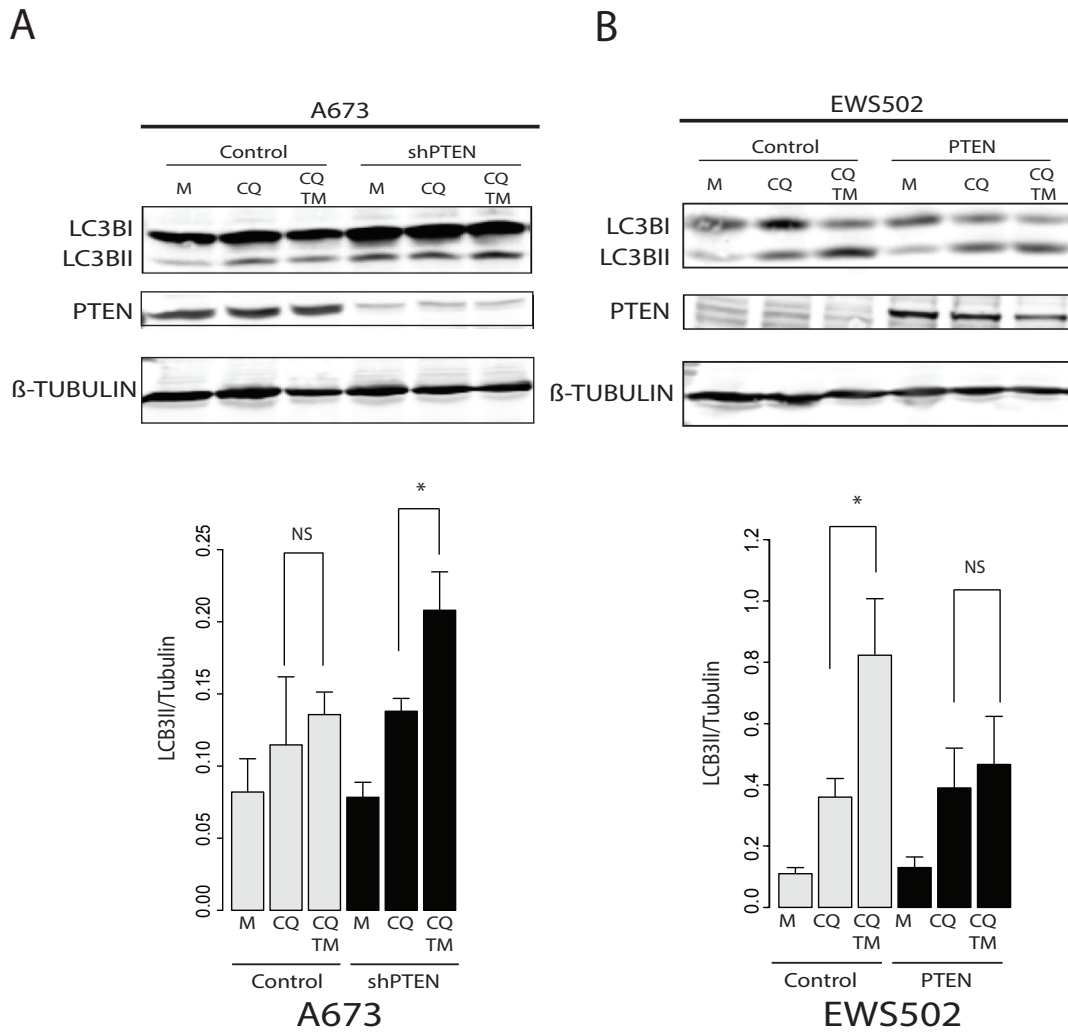 A
B
A673
Control shPTEN
M CQ CQ TM M CQ CQ TM
LC3BI
LC3BII
PTEN
ß-TUBULIN
EWS502
Control PTEN
M CQ CQ TM M CQ CQ TM
LC3BI
LC3BII
PTEN
ß-TUBULIN
LCB3II/Tubulin
0.25
0.20
0.15
0.10
0.05
0.00
NS
*
M CQ CQ TM M CQ CQ TM
Control shPTEN
A673
LCB3II/Tubulin
1.2
1.0
0.8
0.6
0.4
0.2
0.0
*
NS
M CQ CQ TM M CQ CQ TM
Control PTEN
EWS502